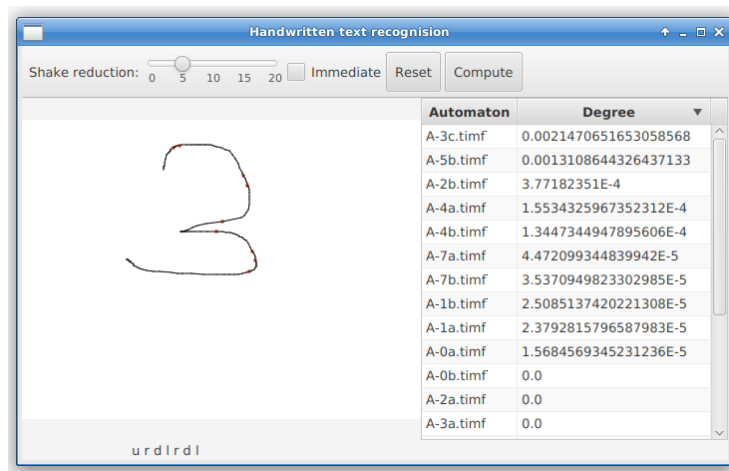 Handwritten text recognision
Shake reduction: 0 5 10 15 20 Immediate Reset Compute
Automaton Degree
A-3c.timf 0.0021470651653058568
A-5b.timf 0.0013108644326437133
A-2b.timf 3.77182351E-4
A-4a.timf 1.5534325967352312E-4
A-4b.timf 1.3447344947895606E-4
A-7a.timf 4.472099344839942E-5
A-7b.timf 3.5370949823302985E-5
A-1b.timf 2.5085137420221308E-5
A-1a.timf 2.3792815796587983E-5
A-0a.timf 1.5684569345231236E-5
A-0b.timf 0.0
A-2a.timf 0.0
A-3a.timf 0.0
3
u r d l r d l